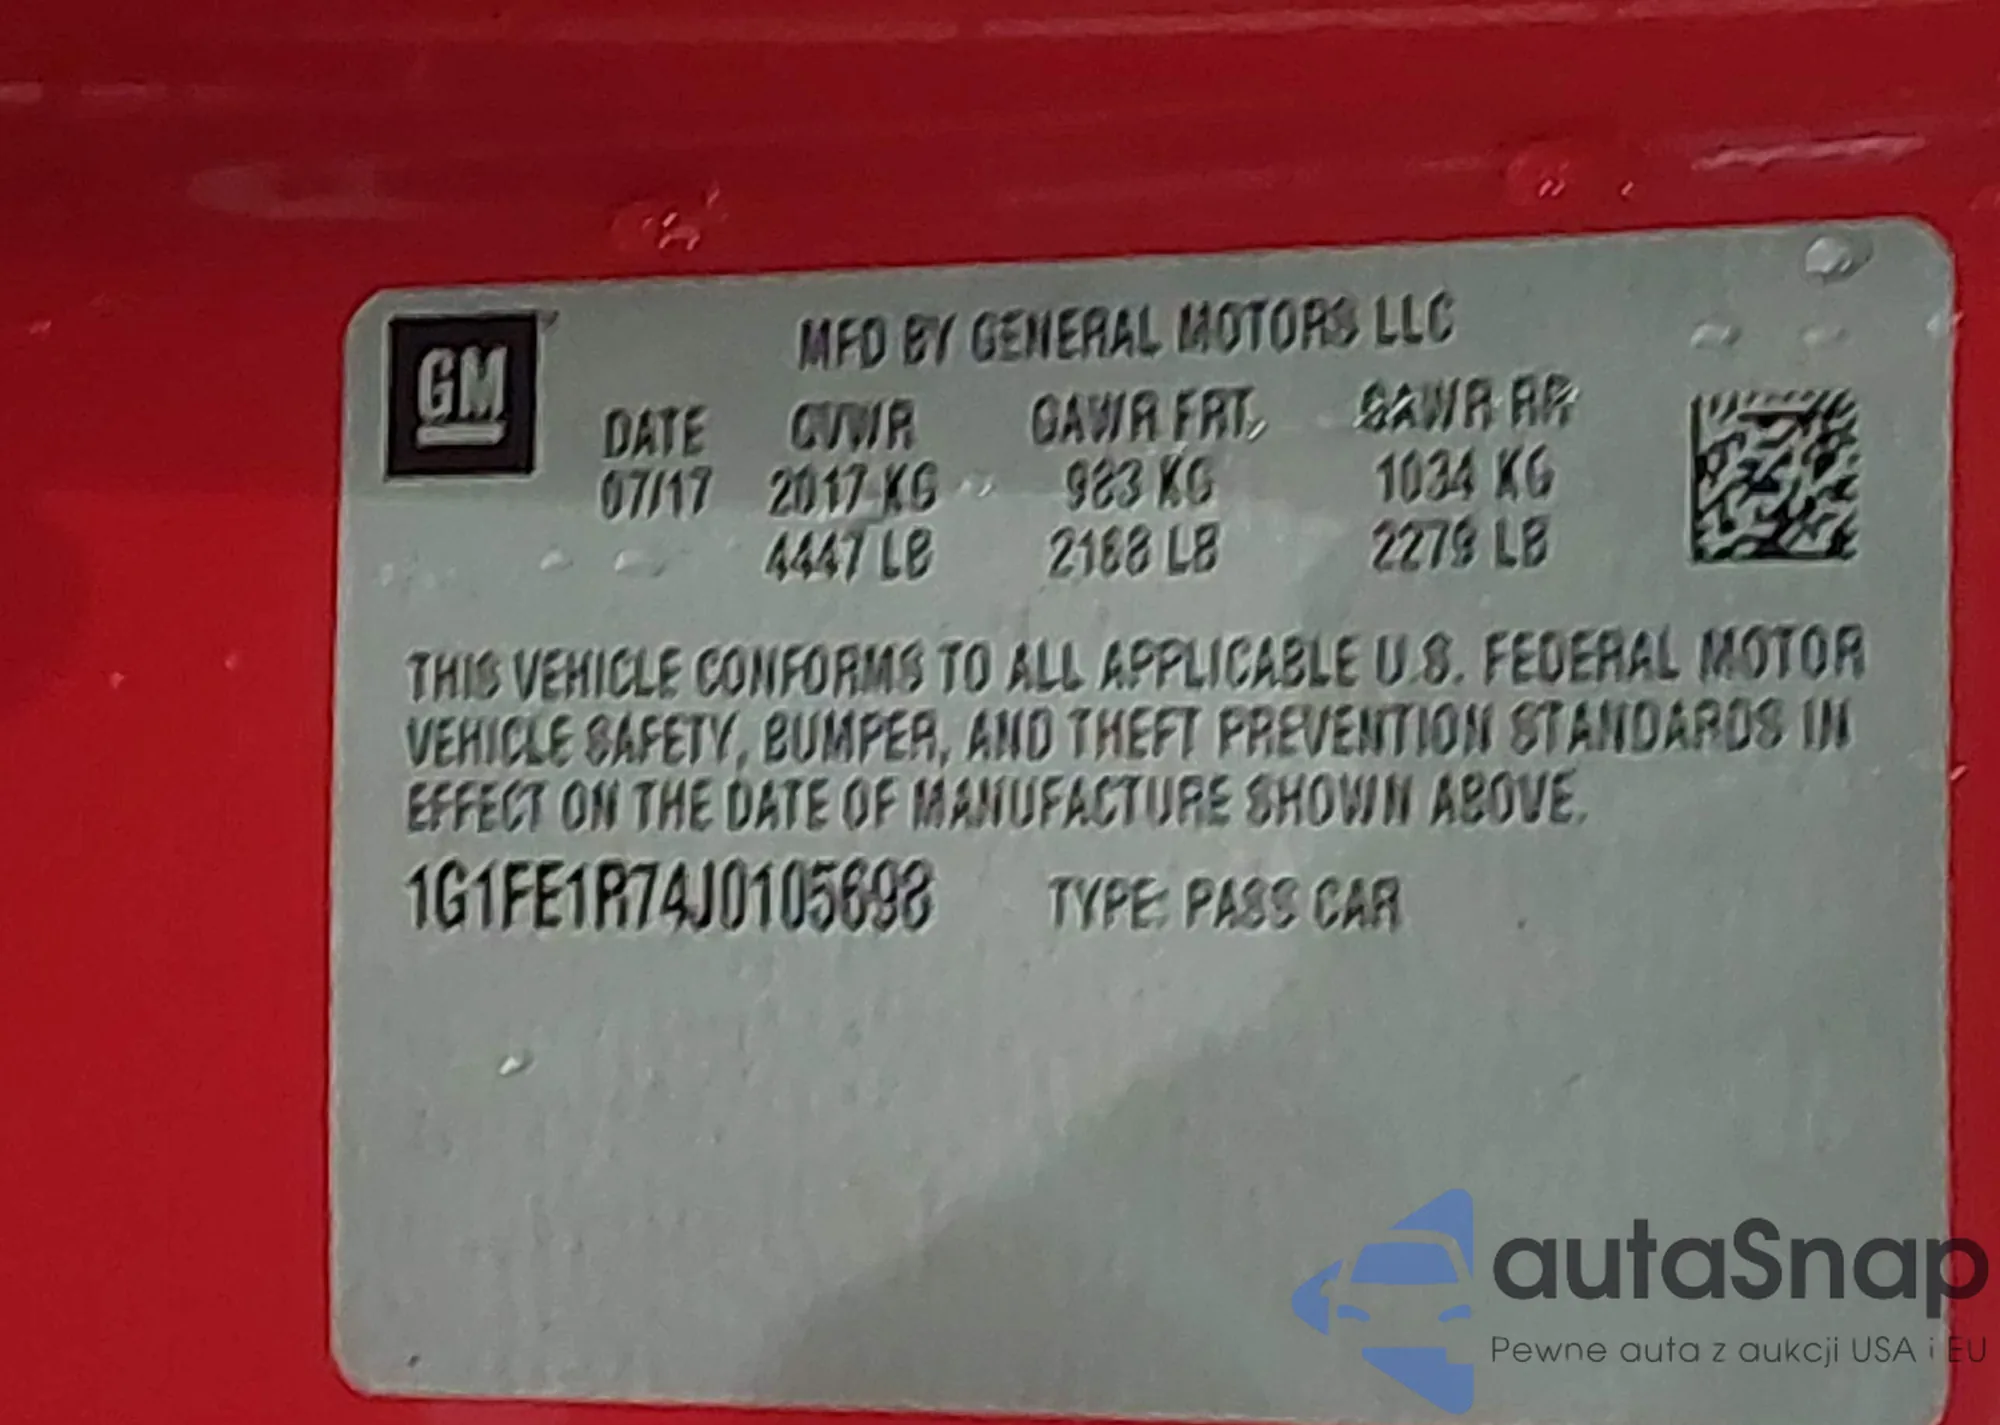 GM
MFD BY GENERAL MOTORS LLC
DATE GVWR GAWR FRT. GAWR RR
07/17 2017 KG 983 KG 1034 KG
4447 LB 2168 LB 2279 LB
THIS VEHICLE CONFORMS TO ALL APPLICABLE U.S. FEDERAL MOTOR
VEHICLE SAFETY, BUMPER, AND THEFT PREVENTION STANDARDS IN
EFFECT ON THE DATE OF MANUFACTURE SHOWN ABOVE.
1G1FE1R74J0105698 TYPE: PASS CAR
autaSnap
Pewne auta z aukcji USA i EU